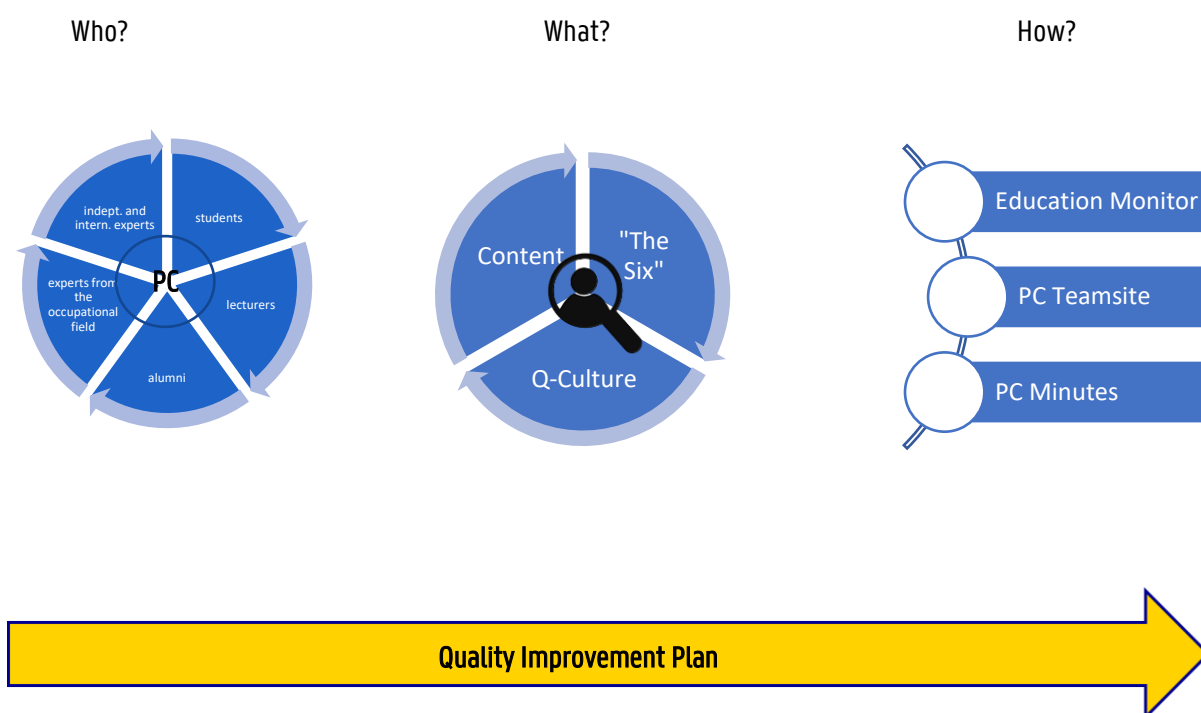 Who?
What?
How?
indept. and
intern. experts
students
experts from
the
occupational
field
PC
lecturers
alumni
Content
"The
Six"
Q-Culture
Education Monitor
PC Teamsite
PC Minutes
Quality Improvement Plan